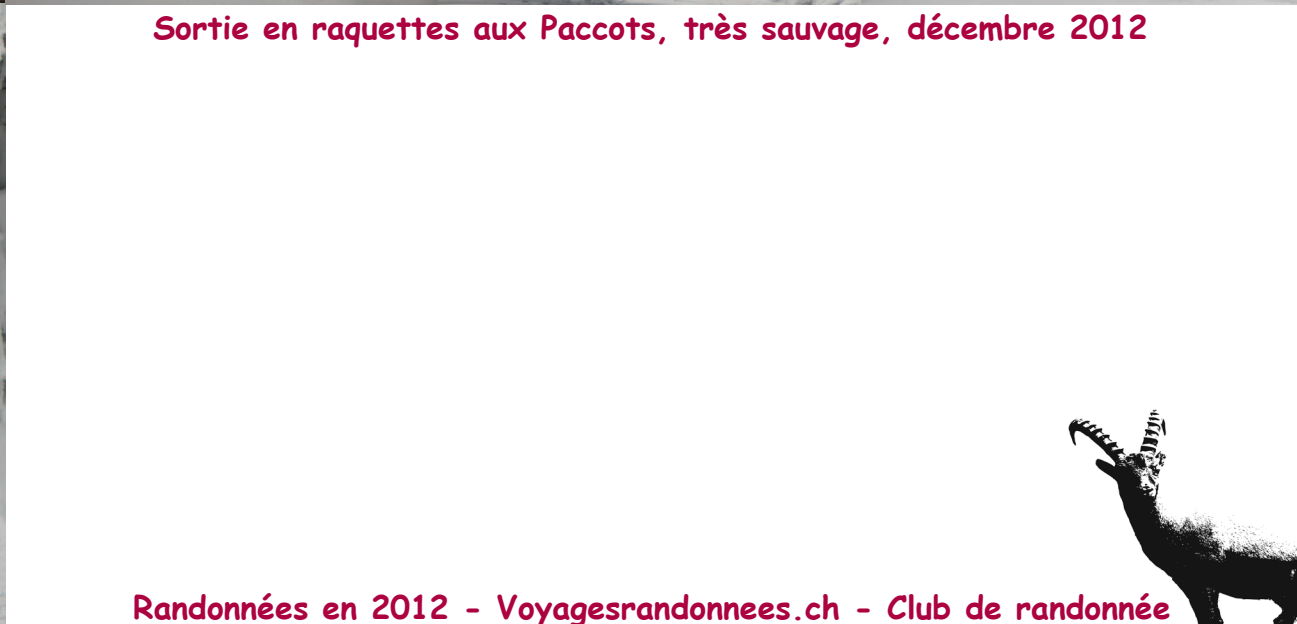 Sortie en raquettes aux Paccots, très sauvage, décembre 2012
Randonnées en 2012 - Voyagesrandonnees.ch - Club de randonnée